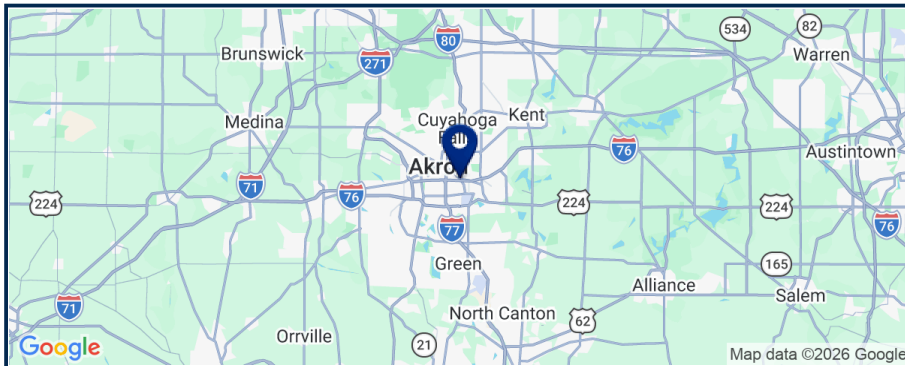 534
82
80
Brunswick
Warren
271
Kent
Cuyahoga
Falls
Medina
76
Austintown
Akron
71
76
224
224
224
224
76
77
Green
165
Alliance
Salem
71
North Canton
62
Orrville
21
Google
Map data ©2026 Google